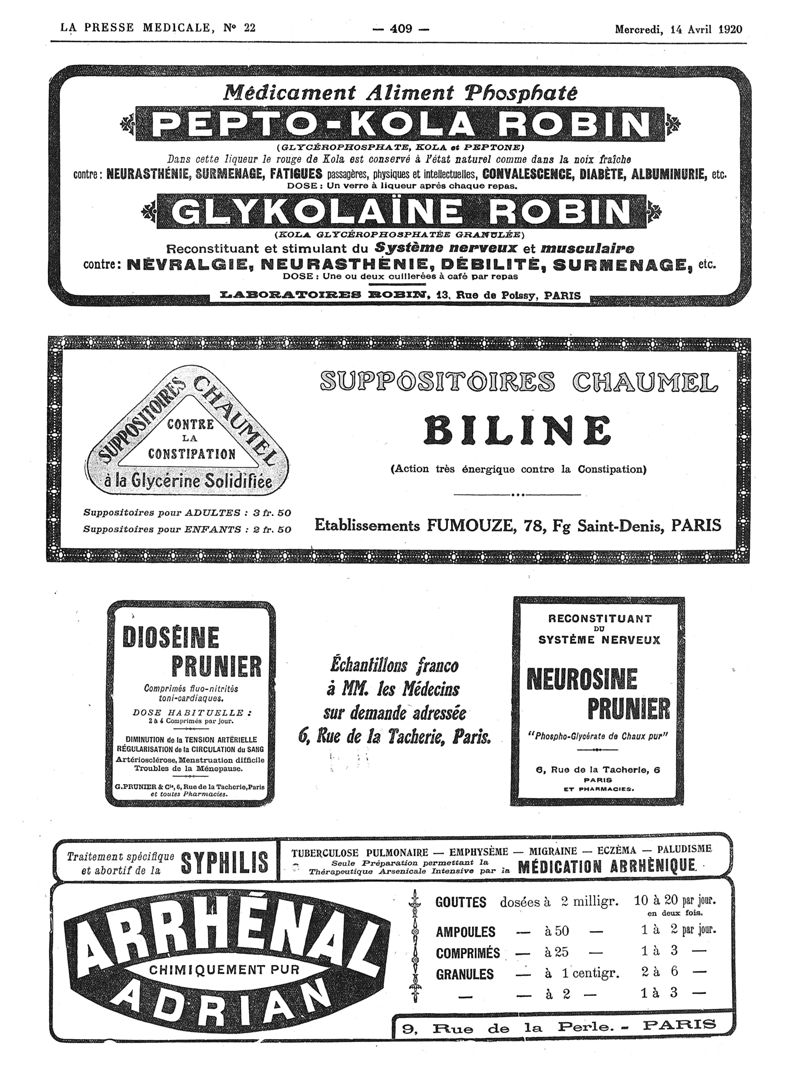 LA PRESSE MEDICALE, Nº 22 — 409 — Mercredi, 14 Avril 1920
Médicament Aliment Phosphaté
PEPTO-KOLA ROBIN
(GLYCÉROPHOSPHATE, KOLA et PEPTONE)
Dans cette liqueur le rouge de Kola est conservé à l'état naturel comme dans la noix fraîche
contre : NEURASTHÉNIE, SURMENAGE, FATIGUES passagères, physiques et intellectuelles, CONVALESCENCE, DIABÈTE, ALBUMINURIE, etc.
DOSE : Un verre à liqueur après chaque repas.
GLYKOLAÏNE ROBIN
(KOLA GLYCÉROPHOSPHATÉE GRANULÉE)
Reconstituant et stimulant du Système nerveux et musculaire
contre : NÉVRALGIE, NEURASTHÉNIE, DÉBILITÉ, SURMENAGE, etc.
DOSE : Une ou deux cuillerées à café par repas
LABORATOIRES ROBIN, 13, Rue de Poissy, PARIS
SUPPOSITOIRES CHAUMEL
CONTRE
LA
CONSTIPATION
à la Glycérine Solidifiée
Suppositoires pour ADULTES : 3 fr. 50
Suppositoires pour ENFANTS : 2 fr. 50
SUPPOSITOIRES CHAUMEL
BILINE
(Action très énergique contre la Constipation)
Etablissements FUMOUZE, 78, Fg Saint-Denis, PARIS
DIOSÉINE
PRUNIER
Comprimés fluo-nitrités
toni-cardiaques.
DOSE HABITUELLE :
2 à 4 Comprimés par jour.
DIMINUTION de la TENSION ARTÉRIELLE
RÉGULARISATION de la CIRCULATION du SANG
Artériosclérose, Menstruation difficile
Troubles de la Ménopause.
G. PRUNIER & Cie, 6, Rue de la Tacherie, Paris
et toutes Pharmacies.
Échantillons franco
à MM. les Médecins
sur demande adressée
6, Rue de la Tacherie, Paris.
RECONSTITUANT
DU
SYSTÈME NERVEUX
NEUROSINE
PRUNIER
"Phospho-Glycérate de Chaux pur"
6, Rue de la Tacherie, 6
PARIS
ET PHARMACIES.
Traitement spécifique
et abortif de la SYPHILIS
TUBERCULOSE PULMONAIRE — EMPHYSÈME — MIGRAINE — ECZÉMA — PALUDISME
Seule Préparation permettant la
Thérapeutique Arsenicale Intensive par la MÉDICATION ARRHÉNIQUE
ARRHÉNAL
CHIMIQUEMENT PUR
ADRIAN
GOUTTES dosées à 2 milligr. 10 à 20 par jour.
en deux fois.
AMPOULES — à 50 — 1 à 2 par jour.
COMPRIMÉS — à 25 — 1 à 3 —
GRANULES — à 1 centigr. 2 à 6 —
— — à 2 — 1 à 3 —
9, Rue de la Perle. - PARIS